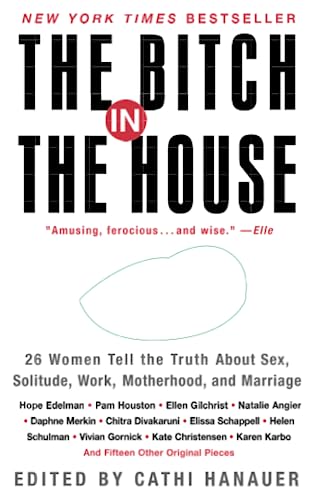 NEW YORK TIMES BESTSELLER
THE BITCH
IN
THE HOUSE
"Amusing, ferocious...and wise." —Elle
26 Women Tell the Truth About Sex,
Solitude, Work, Motherhood, and Marriage
Hope Edelman • Pam Houston • Ellen Gilchrist • Natalie Angier
• Daphne Merkin • Chitra Divakaruni • Elissa Schappell • Helen
Schulman • Vivian Gornick • Kate Christensen • Karen Karbo
And Fifteen Other Original Pieces
EDITED BY CATHI HANAUER